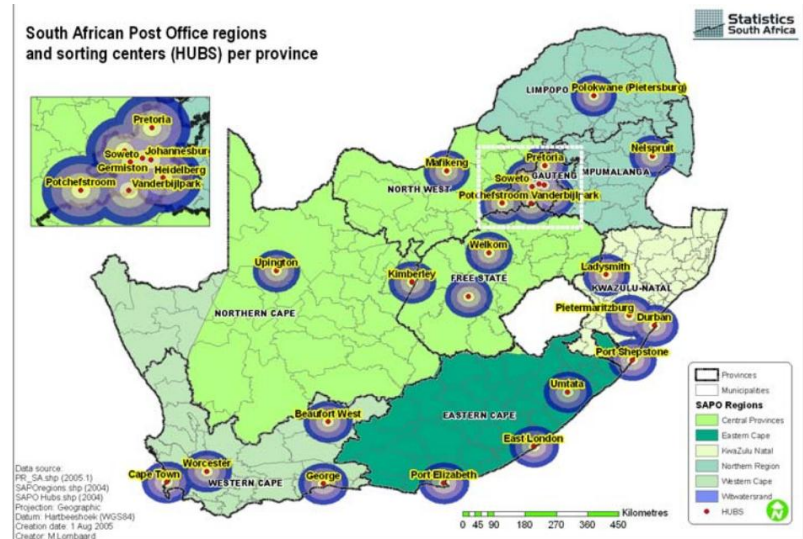 South African Post Office regions
and sorting centers (HUBS) per province
Statistics
South Africa
Pretoria
Soweto
Johannesburg
Germiston
Heidelberg
Potchefstroom
Vanderbijlpark
LIMPOPO
Polokwane (Pietersburg)
Mafikeng
Pretoria
Nelspruit
Soweto
GAUTENG
MPUMALANGA
NORTH WEST
Potchefstroom
Vanderbijlpark
Welkom
Upington
Kimberley
FREE STATE
Ladysmith
KWAZULU-NATAL
NORTHERN CAPE
Pietermaritzburg
Durban
Port Shepstone
Umtata
Beaufort West
EASTERN CAPE
East London
Worcester
Cape Town
WESTERN CAPE
George
Port Elizabeth
Provinces
Municipalities
SAPO Regions
Central Provinces
Eastern Cape
KwaZulu Natal
Northern Region
Western Cape
Witwatersrand
HUBS
Data source:
PR_SA.shp (2005.1)
SAPOregions.shp (2004)
SAPO Hubs.shp (2004)
Projection: Geographic
Datum: Hartbeeshoek (WGS84)
Creation date: 1 Aug 2005
Creator: M Lombaard
Kilometres
0 45 90 180 270 360 450